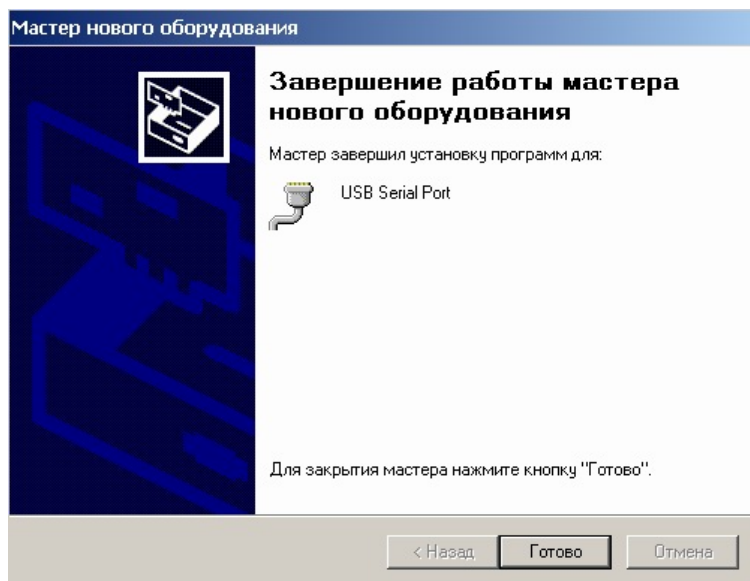 Мастер нового оборудования
Завершение работы мастера
нового оборудования
Мастер завершил установку программ для:
USB Serial Port
Для закрытия мастера нажмите кнопку "Готово".
< Назад
Готово
Отмена